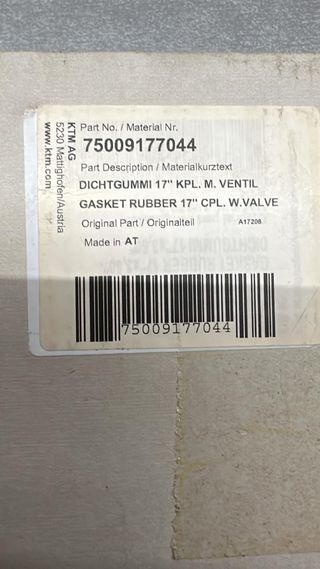 KTM AG
5230 Mattighofen/Austria
www.ktm.com
Part No. / Material Nr.
75009177044
Part Description / Materialkurztext
DICHTGUMMI 17" KPL. M. VENTIL
GASKET RUBBER 17" CPL. W.VALVE
Original Part / Originalteil A17208
Made in AT
75009177044